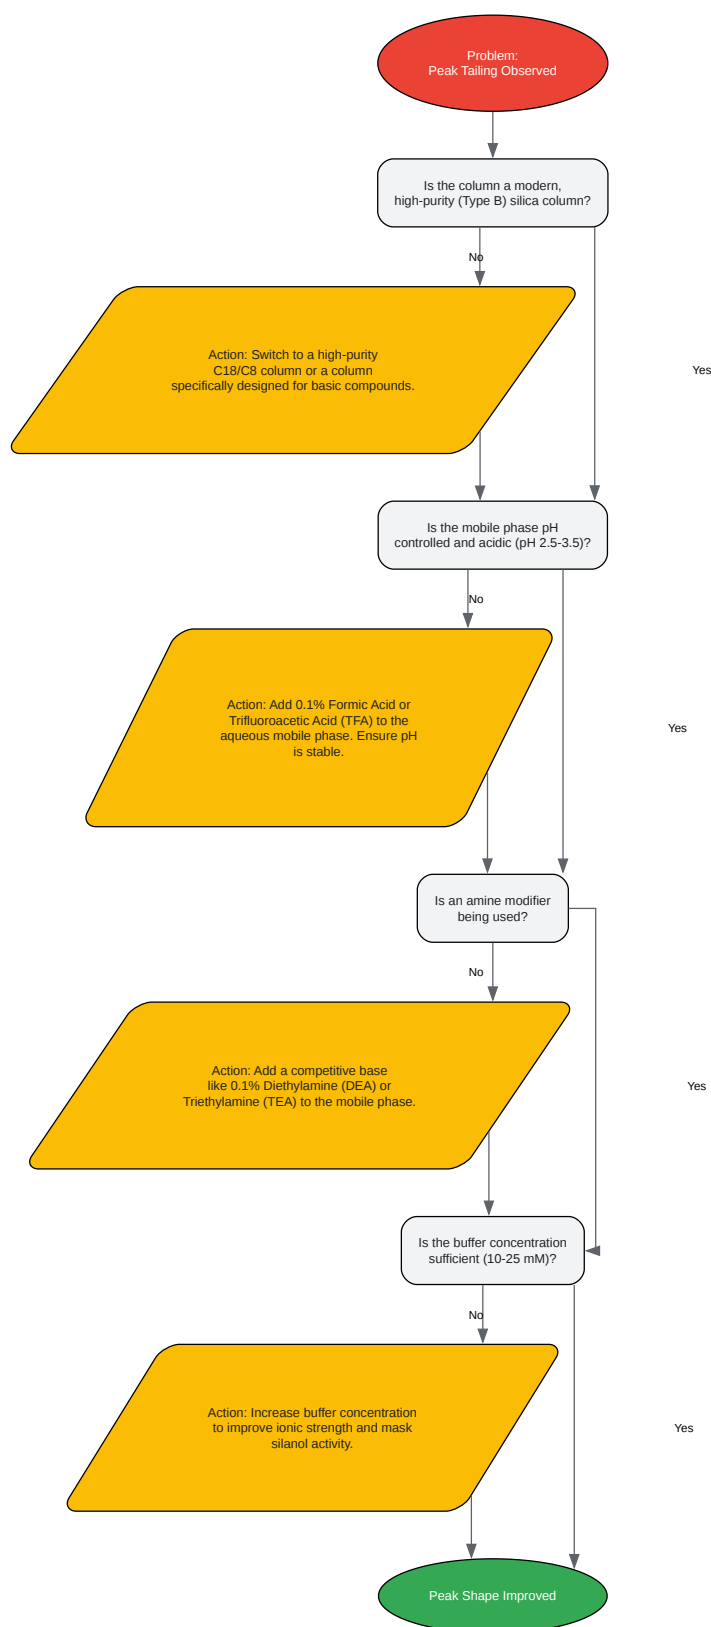 Problem:
Peak Tailing Observed
Is the column a modern,
high-purity (Type B) silica column?
No
Action: Switch to a high-purity
C18/C8 column or a column
specifically designed for basic compounds.
Yes
Is the mobile phase pH
controlled and acidic (pH 2.5-3.5)?
No
Action: Add 0.1% Formic Acid or
Trifluoroacetic Acid (TFA) to the
aqueous mobile phase. Ensure pH
is stable.
Yes
Is an amine modifier
being used?
No
Action: Add a competitive base
like 0.1% Diethylamine (DEA) or
Triethylamine (TEA) to the mobile phase.
Yes
Is the buffer concentration
sufficient (10-25 mM)?
No
Action: Increase buffer concentration
to improve ionic strength and mask
silanol activity.
Yes
Peak Shape Improved